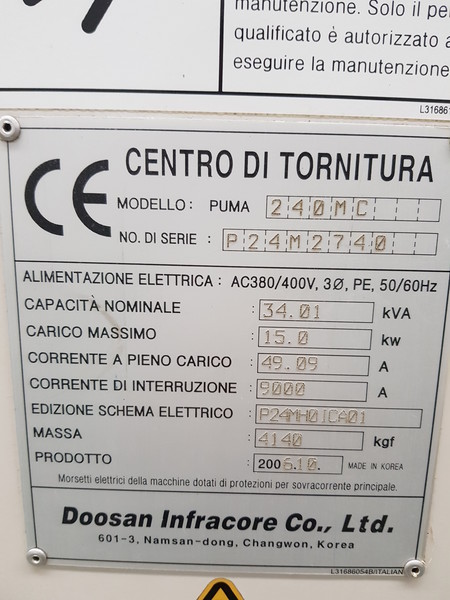 manutenzione. Solo il pe
qualificato è autorizzato a
eseguire la manutenzione
L31686
CE
CENTRO DI TORNITURA
MODELLO: PUMA 240MC
NO. DI SERIE : P24M2740
ALIMENTAZIONE ELETTRICA : AC380/400V, 3Ø, PE, 50/60Hz
CAPACITÀ NOMINALE : 34.01 kVA
CARICO MASSIMO : 15.0 kw
CORRENTE A PIENO CARICO : 49.09 A
CORRENTE DI INTERRUZIONE : 9000 A
EDIZIONE SCHEMA ELETTRICO : P24MH01CA01
MASSA : 4140 kgf
PRODOTTO : 2006.10. MADE IN KOREA
Morsetti elettrici della machine dotati di protezioni per sovracorrente principale.
Doosan Infracore Co., Ltd.
601-3, Namsan-dong, Changwon, Korea
L31686054B/ITALIAN